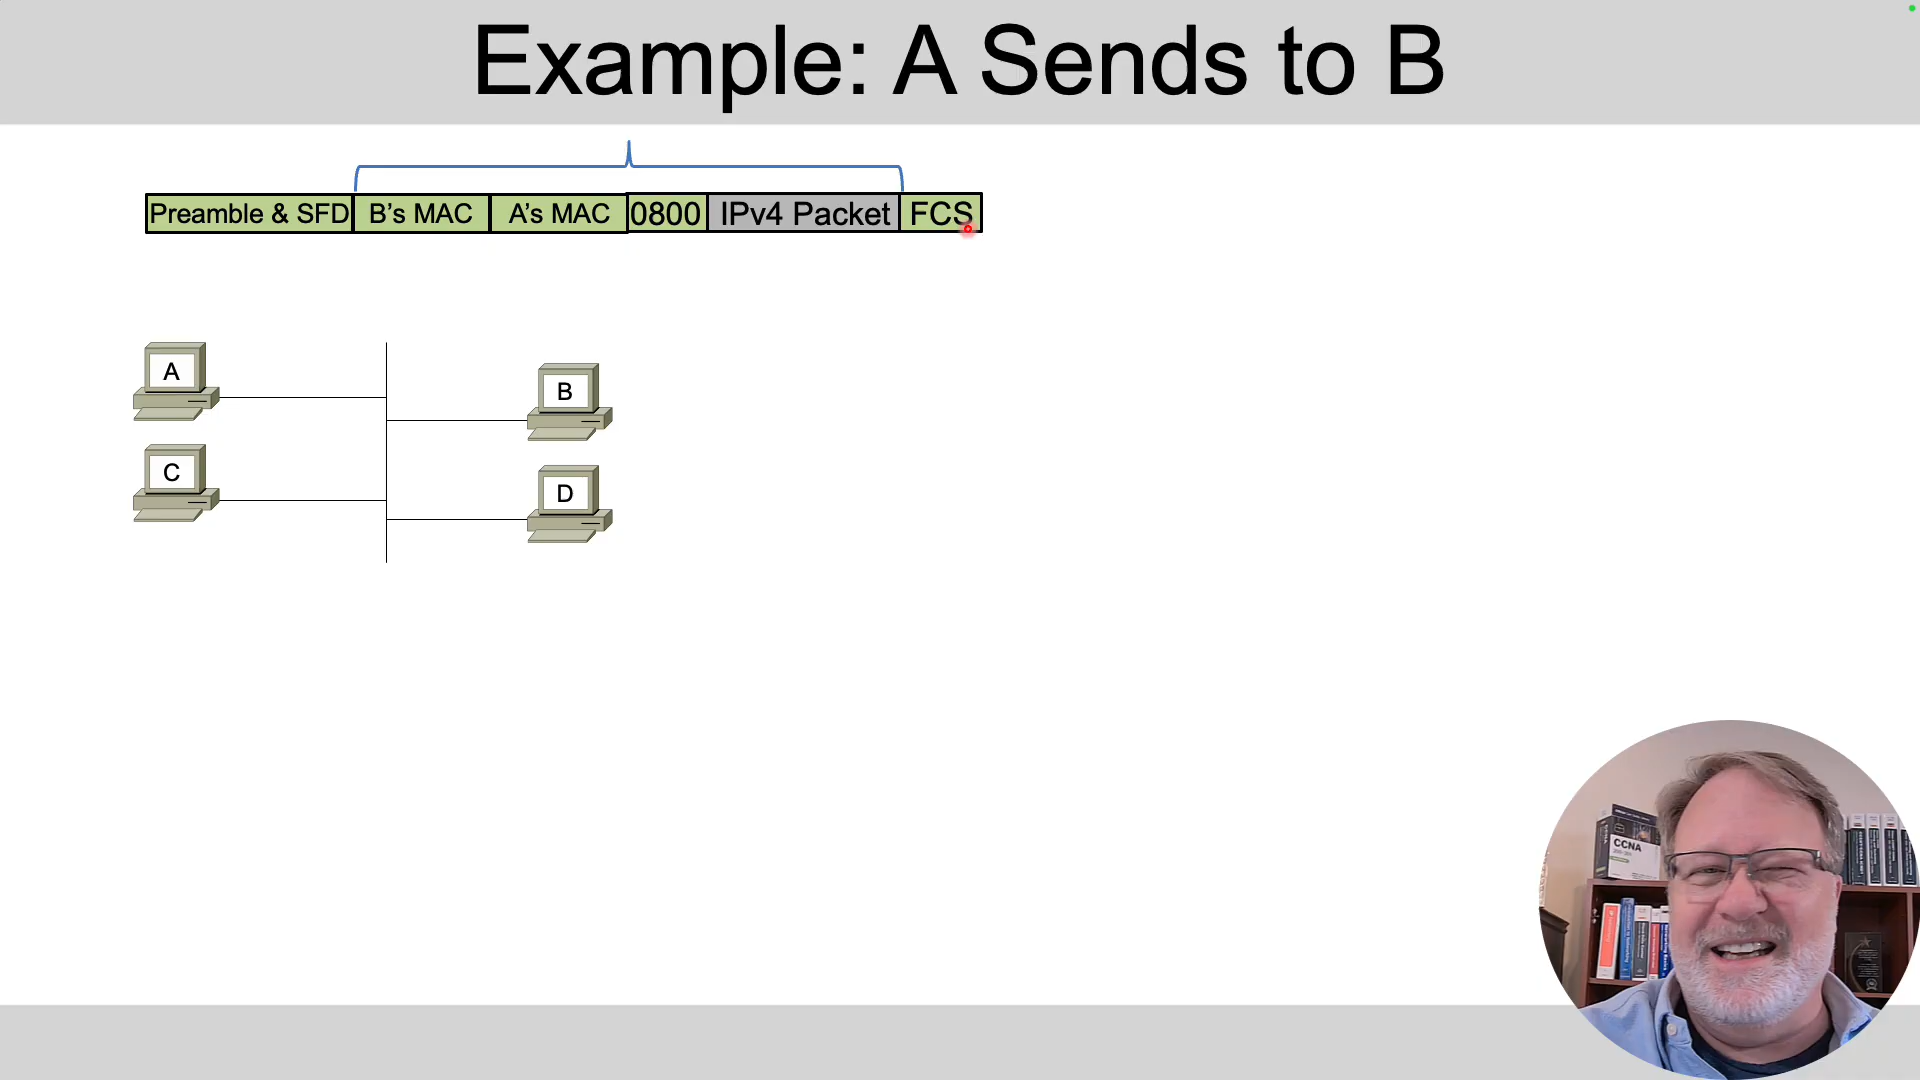 Example: A Sends to B
Preamble & SFD B's MAC A's MAC 0800 IPv4 Packet FCS
A
B
C
D
CCNA